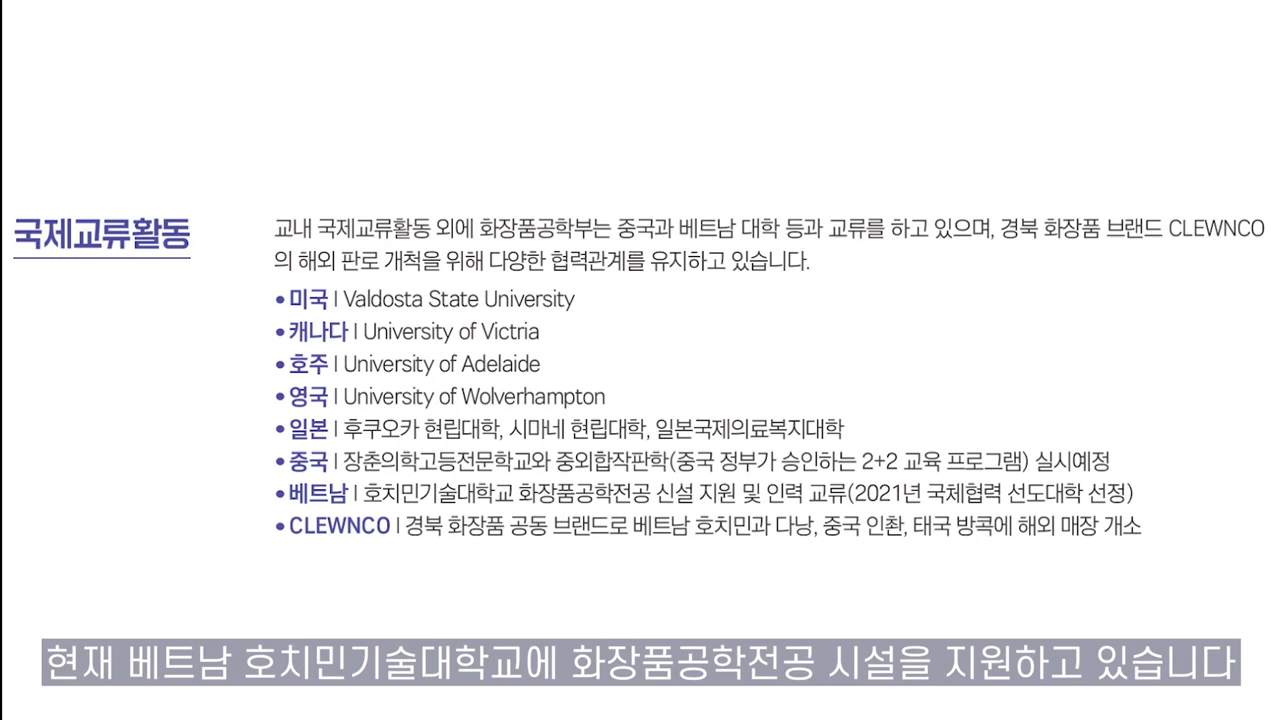 국제교류활동
교내 국제교류활동 외에 화장품공학부는 중국과 베트남 대학 등과 교류를 하고 있으며, 경북 화장품 브랜드 CLEWNCO
의 해외 판로 개척을 위해 다양한 협력관계를 유지하고 있습니다.
• 미국 | Valdosta State University
• 캐나다 | University of Victria
• 호주 | University of Adelaide
• 영국 | University of Wolverhampton
• 일본 | 후쿠오카 현립대학, 시마네 현립대학, 일본국제의료복지대학
• 중국 | 장춘의학고등전문학교와 중외합작판학(중국 정부가 승인하는 2+2 교육 프로그램) 실시예정
• 베트남 | 호치민기술대학교 화장품공학전공 신설 지원 및 인력 교류(2021년 국체협력 선도대학 선정)
• CLEWNCO | 경북 화장품 공동 브랜드로 베트남 호치민과 다낭, 중국 인촨, 태국 방콕에 해외 매장 개소
현재 베트남 호치민기술대학교에 화장품공학전공 시설을 지원하고 있습니다